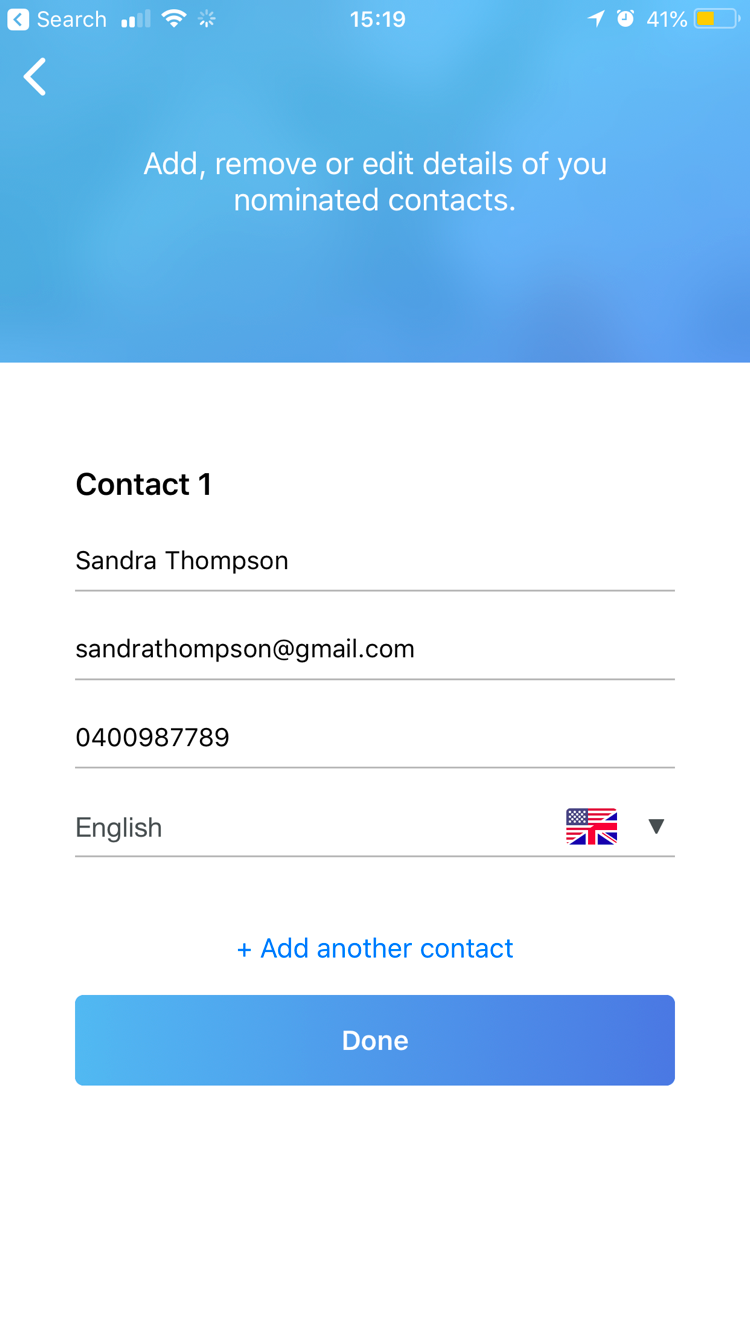 Search 15:19 41%
Add, remove or edit details of you
nominated contacts.
Contact 1
Sandra Thompson
sandrathompson@gmail.com
0400987789
English ▼
+ Add another contact
Done